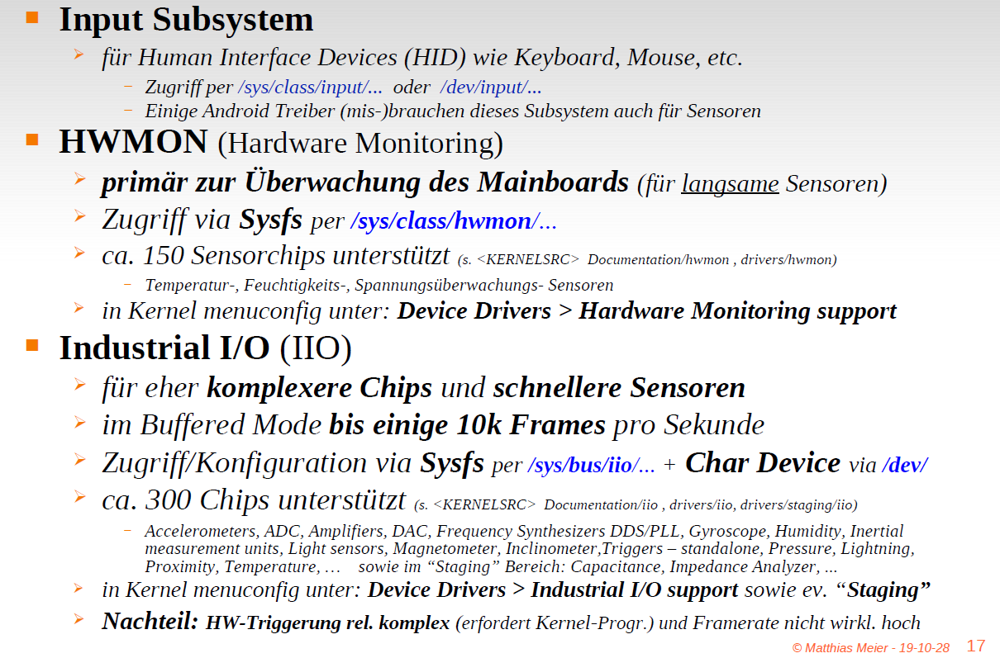 Input Subsystem
für Human Interface Devices (HID) wie Keyboard, Mouse, etc.
– Zugriff per /sys/class/input/... oder /dev/input/...
– Einige Android Treiber (mis-)brauchen dieses Subsystem auch für Sensoren
HWMON (Hardware Monitoring)
primär zur Überwachung des Mainboards (für langsame Sensoren)
Zugriff via Sysfs per /sys/class/hwmon/...
ca. 150 Sensorchips unterstützt (s. <KERNELSRC> Documentation/hwmon , drivers/hwmon)
– Temperatur-, Feuchtigkeits-, Spannungsüberwachungs- Sensoren
in Kernel menuconfig unter: Device Drivers > Hardware Monitoring support
Industrial I/O (IIO)
für eher komplexere Chips und schnellere Sensoren
im Buffered Mode bis einige 10k Frames pro Sekunde
Zugriff/Konfiguration via Sysfs per /sys/bus/iio/... + Char Device via /dev/
ca. 300 Chips unterstützt (s. <KERNELSRC> Documentation/iio , drivers/iio, drivers/staging/iio)
– Accelerometers, ADC, Amplifiers, DAC, Frequency Synthesizers DDS/PLL, Gyroscope, Humidity, Inertial
measurement units, Light sensors, Magnetometer, Inclinometer,Triggers – standalone, Pressure, Lightning,
Proximity, Temperature, … sowie im “Staging” Bereich: Capacitance, Impedance Analyzer, ...
in Kernel menuconfig unter: Device Drivers > Industrial I/O support sowie ev. “Staging”
Nachteil: HW-Triggerung rel. komplex (erfordert Kernel-Progr.) und Framerate nicht wirkl. hoch
© Matthias Meier - 19-10-28 17